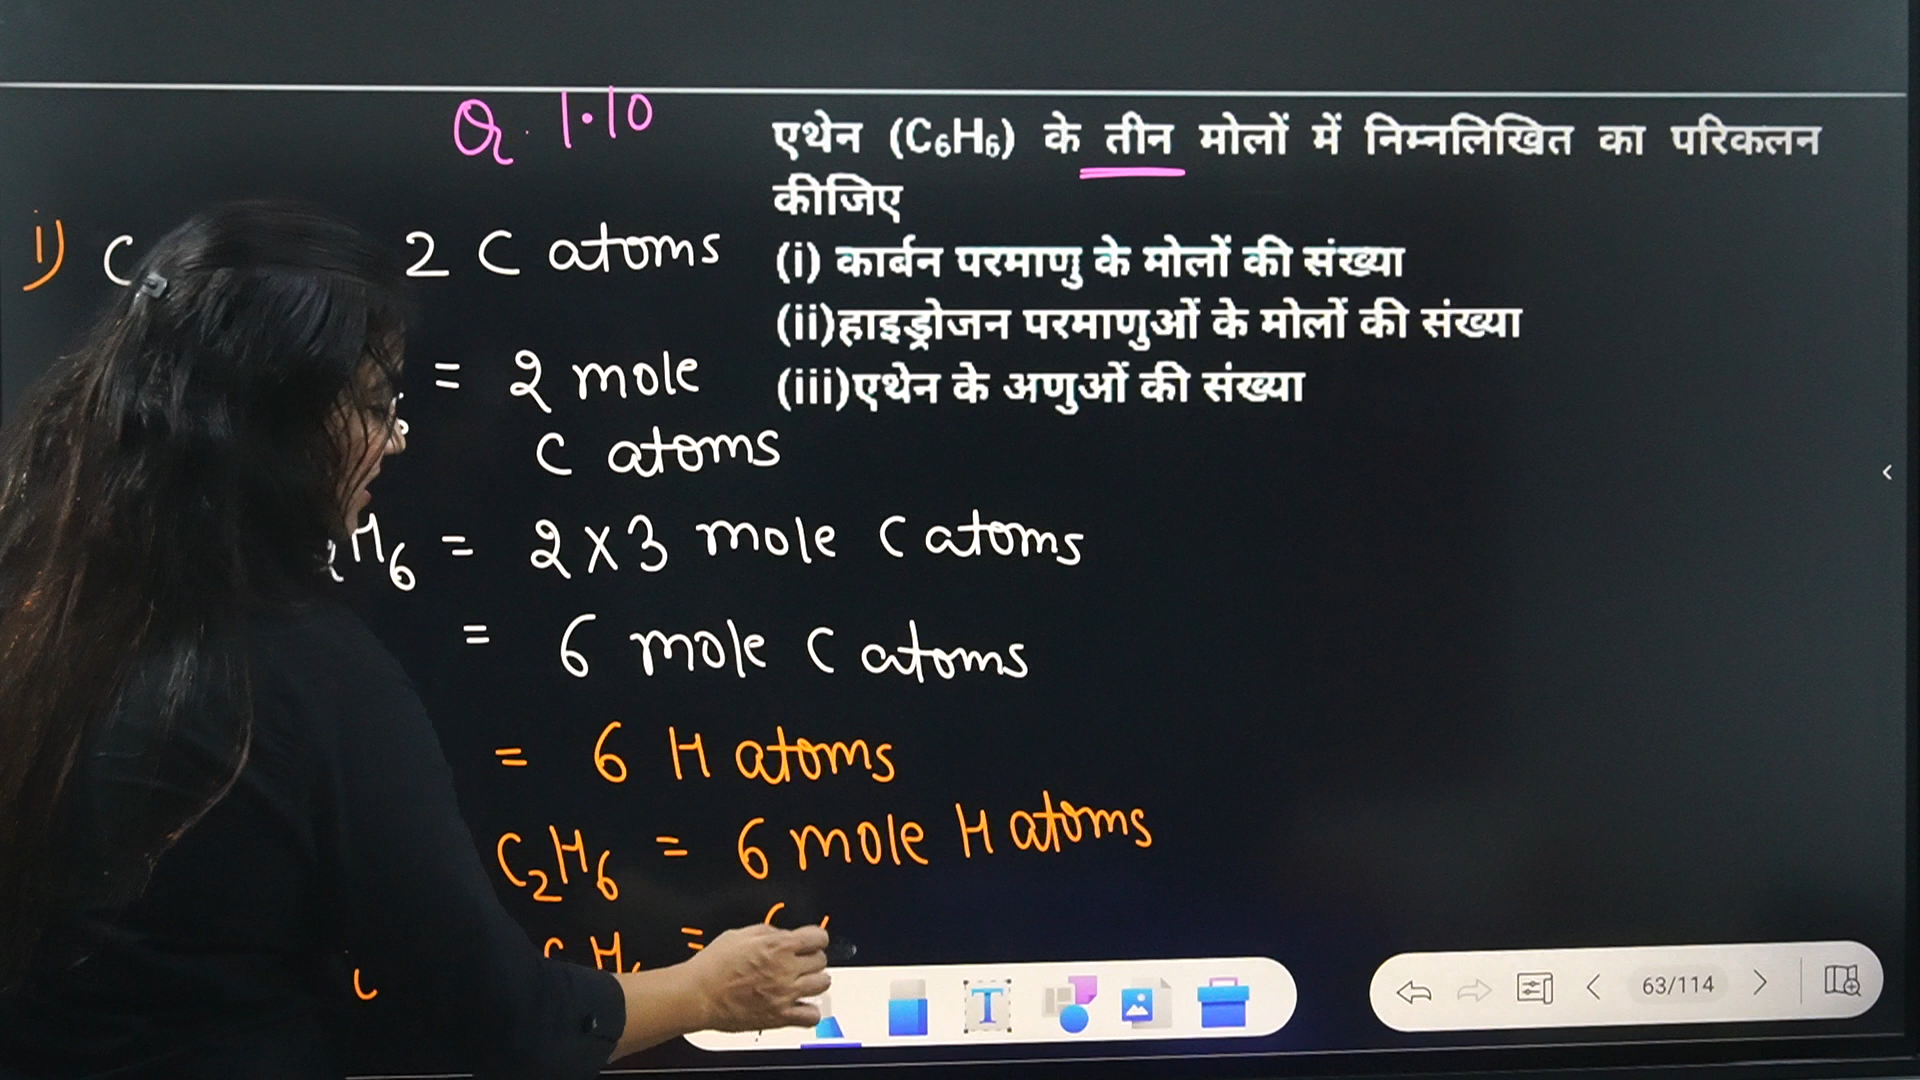 Q. 1.10
एथेन (C₆H₆) के तीन मोलों में निम्नलिखित का परिकलन
कीजिए
(i) कार्बन परमाणु के मोलों की संख्या
(ii)हाइड्रोजन परमाणुओं के मोलों की संख्या
(iii)एथेन के अणुओं की संख्या
i) C 2 C atoms
= 2 mole
C atoms
H₆ = 2 × 3 mole C atoms
= 6 mole C atoms
= 6 H atoms
C₂H₆ = 6 mole H atoms
=
T
63/114